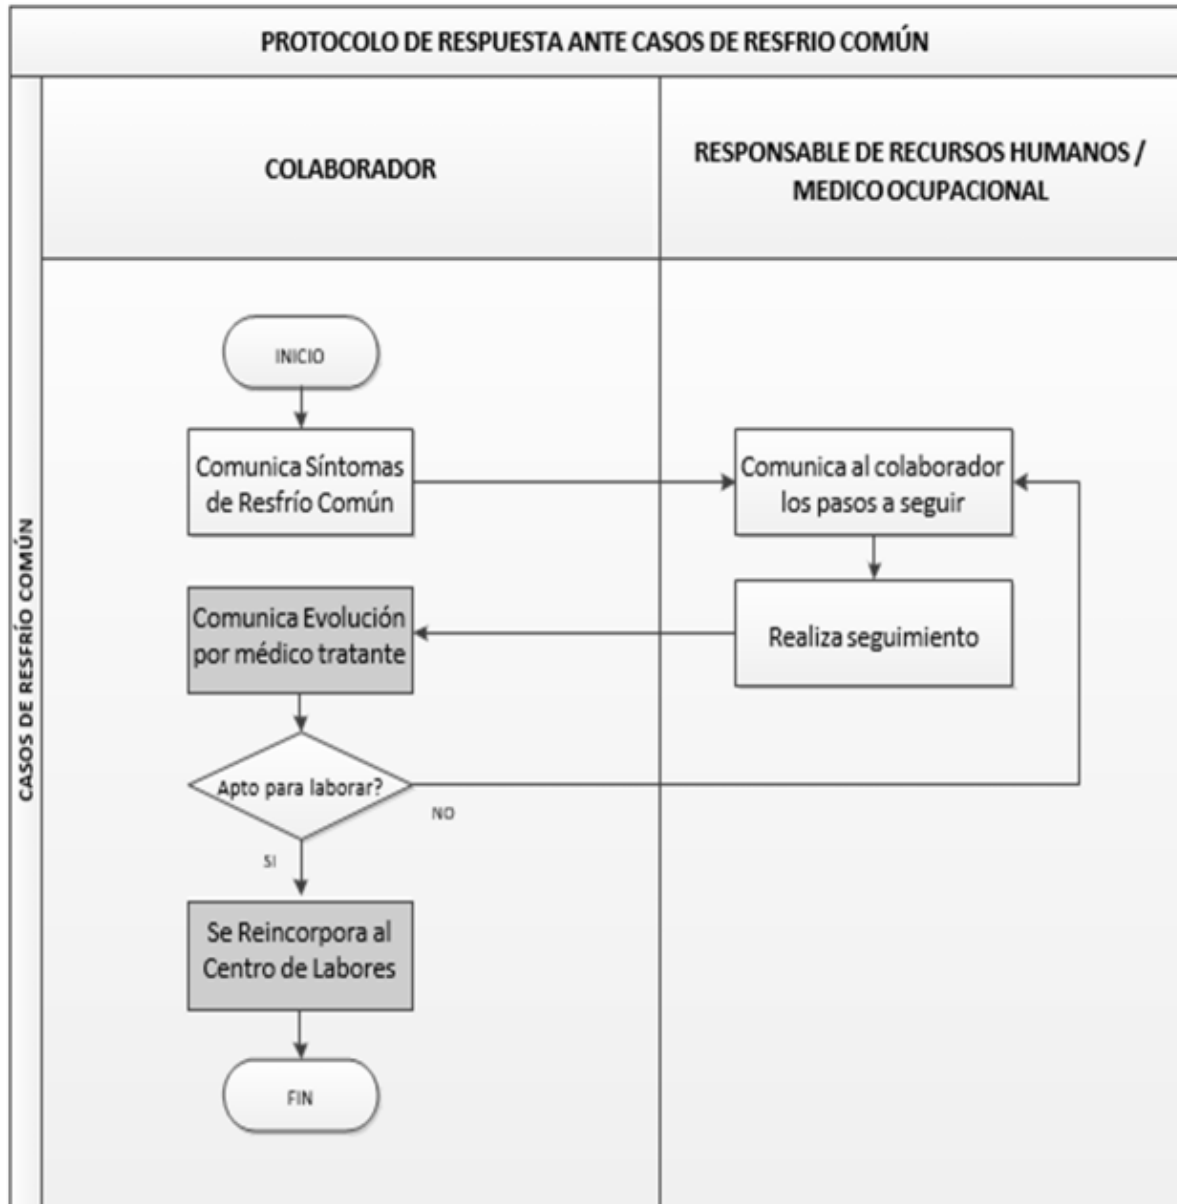 PROTOCOLO DE RESPUESTA ANTE CASOS DE RESFRIO COMÚN
COLABORADOR
RESPONSABLE DE RECURSOS HUMANOS /
MEDICO OCUPACIONAL
CASOS DE RESFRÍO COMÚN
INICIO
Comunica Síntomas
de Resfrío Común
Comunica al colaborador
los pasos a seguir
Realiza seguimiento
Comunica Evolución
por médico tratante
Apto para laborar?
NO
SI
Se Reincorpora al
Centro de Labores
FIN